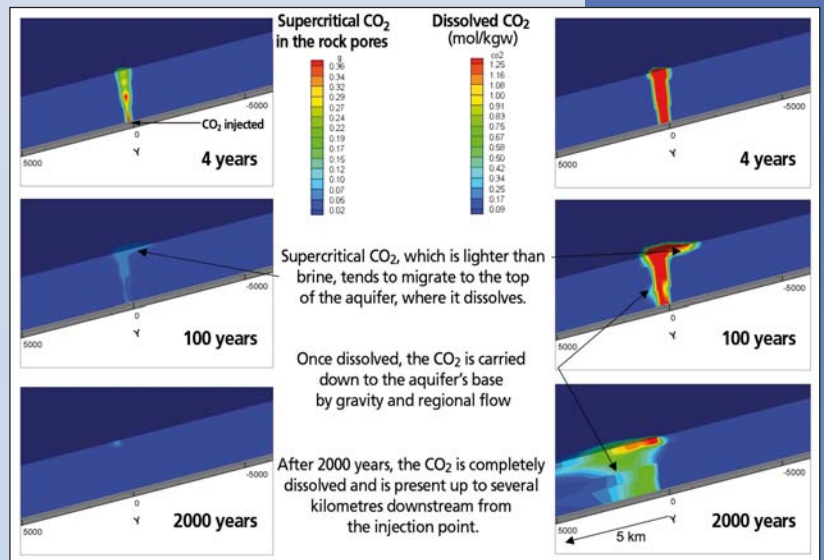 Supercritical CO2
in the rock pores
g
0.36
0.34
0.32
0.29
0.27
0.24
0.22
0.19
0.17
0.15
0.12
0.10
0.07
0.05
0.02
Dissolved CO2
(mol/kgw)
co2
1.25
1.16
1.08
1.00
0.91
0.83
0.75
0.67
0.58
0.50
0.42
0.34
0.25
0.17
0.09
CO2 injected
-5000
0
Y
5000
4 years
-5000
0
Y
5000
4 years
-5000
0
Y
5000
100 years
Supercritical CO2, which is lighter than
brine, tends to migrate to the top
of the aquifer, where it dissolves.
-5000
0
Y
5000
100 years
Once dissolved, the CO2 is carried
down to the aquifer's base
by gravity and regional flow
-5000
0
Y
5000
2000 years
After 2000 years, the CO2 is completely
dissolved and is present up to several
kilometres downstream from
the injection point.
-5000
0
Y
5000
5 km
2000 years